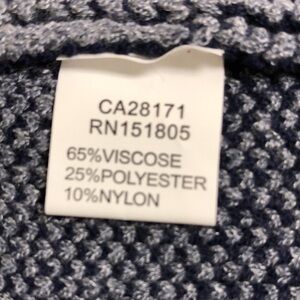 CA28171
RN151805
65%VISCOSE
25%POLYESTER
10%NYLON